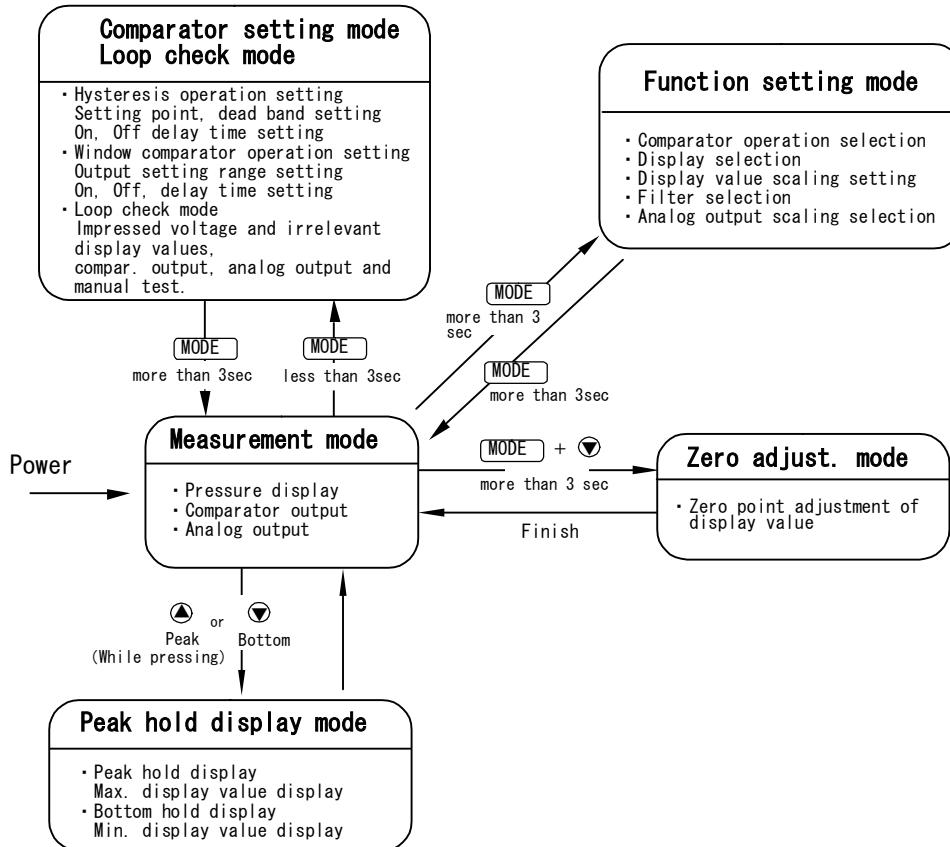 Comparator setting mode
Loop check mode
・Hysteresis operation setting
Setting point, dead band setting
On, Off delay time setting
・Window comparator operation setting
Output setting range setting
On, Off, delay time setting
・Loop check mode
Impressed voltage and irrelevant
display values,
compar. output, analog output and
manual test.
Function setting mode
・Comparator operation selection
・Display selection
・Display value scaling setting
・Filter selection
・Analog output scaling selection
MODE
more than 3sec
MODE
less than 3sec
MODE
more than 3
sec
MODE
more than 3sec
Power
Measurement mode
・Pressure display
・Comparator output
・Analog output
MODE + ▼
more than 3 sec
Finish
Zero adjust. mode
・Zero point adjustment of
display value
▲ or ▼
Peak Bottom
(While pressing)
Peak hold display mode
・Peak hold display
Max. display value display
・Bottom hold display
Min. display value display